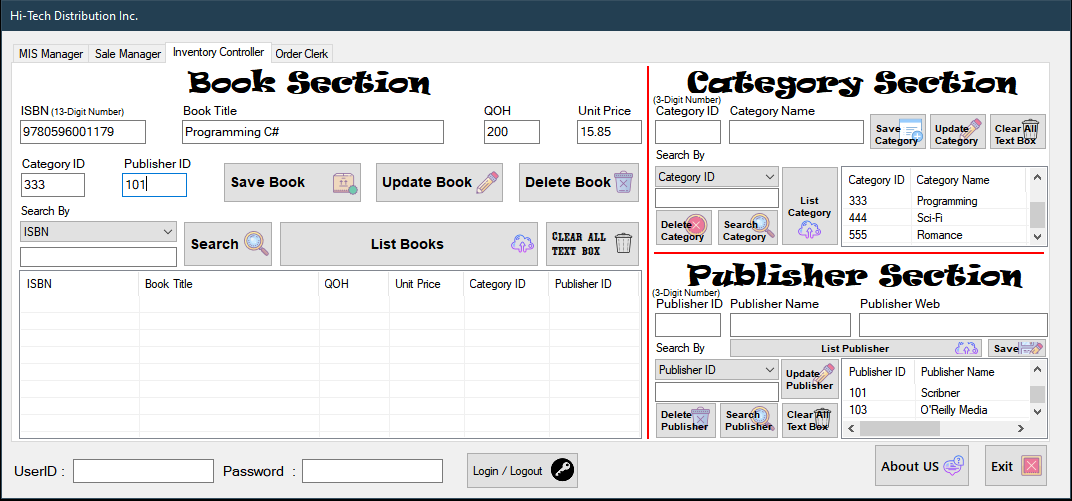 Hi-Tech Distribution Inc.
MIS Manager Sale Manager Inventory Controller Order Clerk
Book Section
ISBN (13-Digit Number) Book Title QOH Unit Price
9780596001179 Programming C# 200 15.85
Category ID Publisher ID
333 101
Save Book Update Book Delete Book
Search By
ISBN
Search List Books CLEAR ALL
TEXT BOX
ISBN Book Title QOH Unit Price Category ID Publisher ID
Category Section
(3-Digit Number)
Category ID Category Name
Save
Category
Update
Category
Clear All
Text Box
Search By
Category ID
List
Category
Delete
Category
Search
Category
Category ID Category Name
333 Programming
444 Sci-Fi
555 Romance
Publisher Section
(3-Digit Number)
Publisher ID Publisher Name Publisher Web
Search By
List Publisher Save
Publisher ID
Update
Publisher
Delete
Publisher
Search
Publisher
Clear All
Text Box
Publisher ID Publisher Name
101 Scribner
103 O'Reilly Media
UserID : Password : Login / Logout
About US Exit